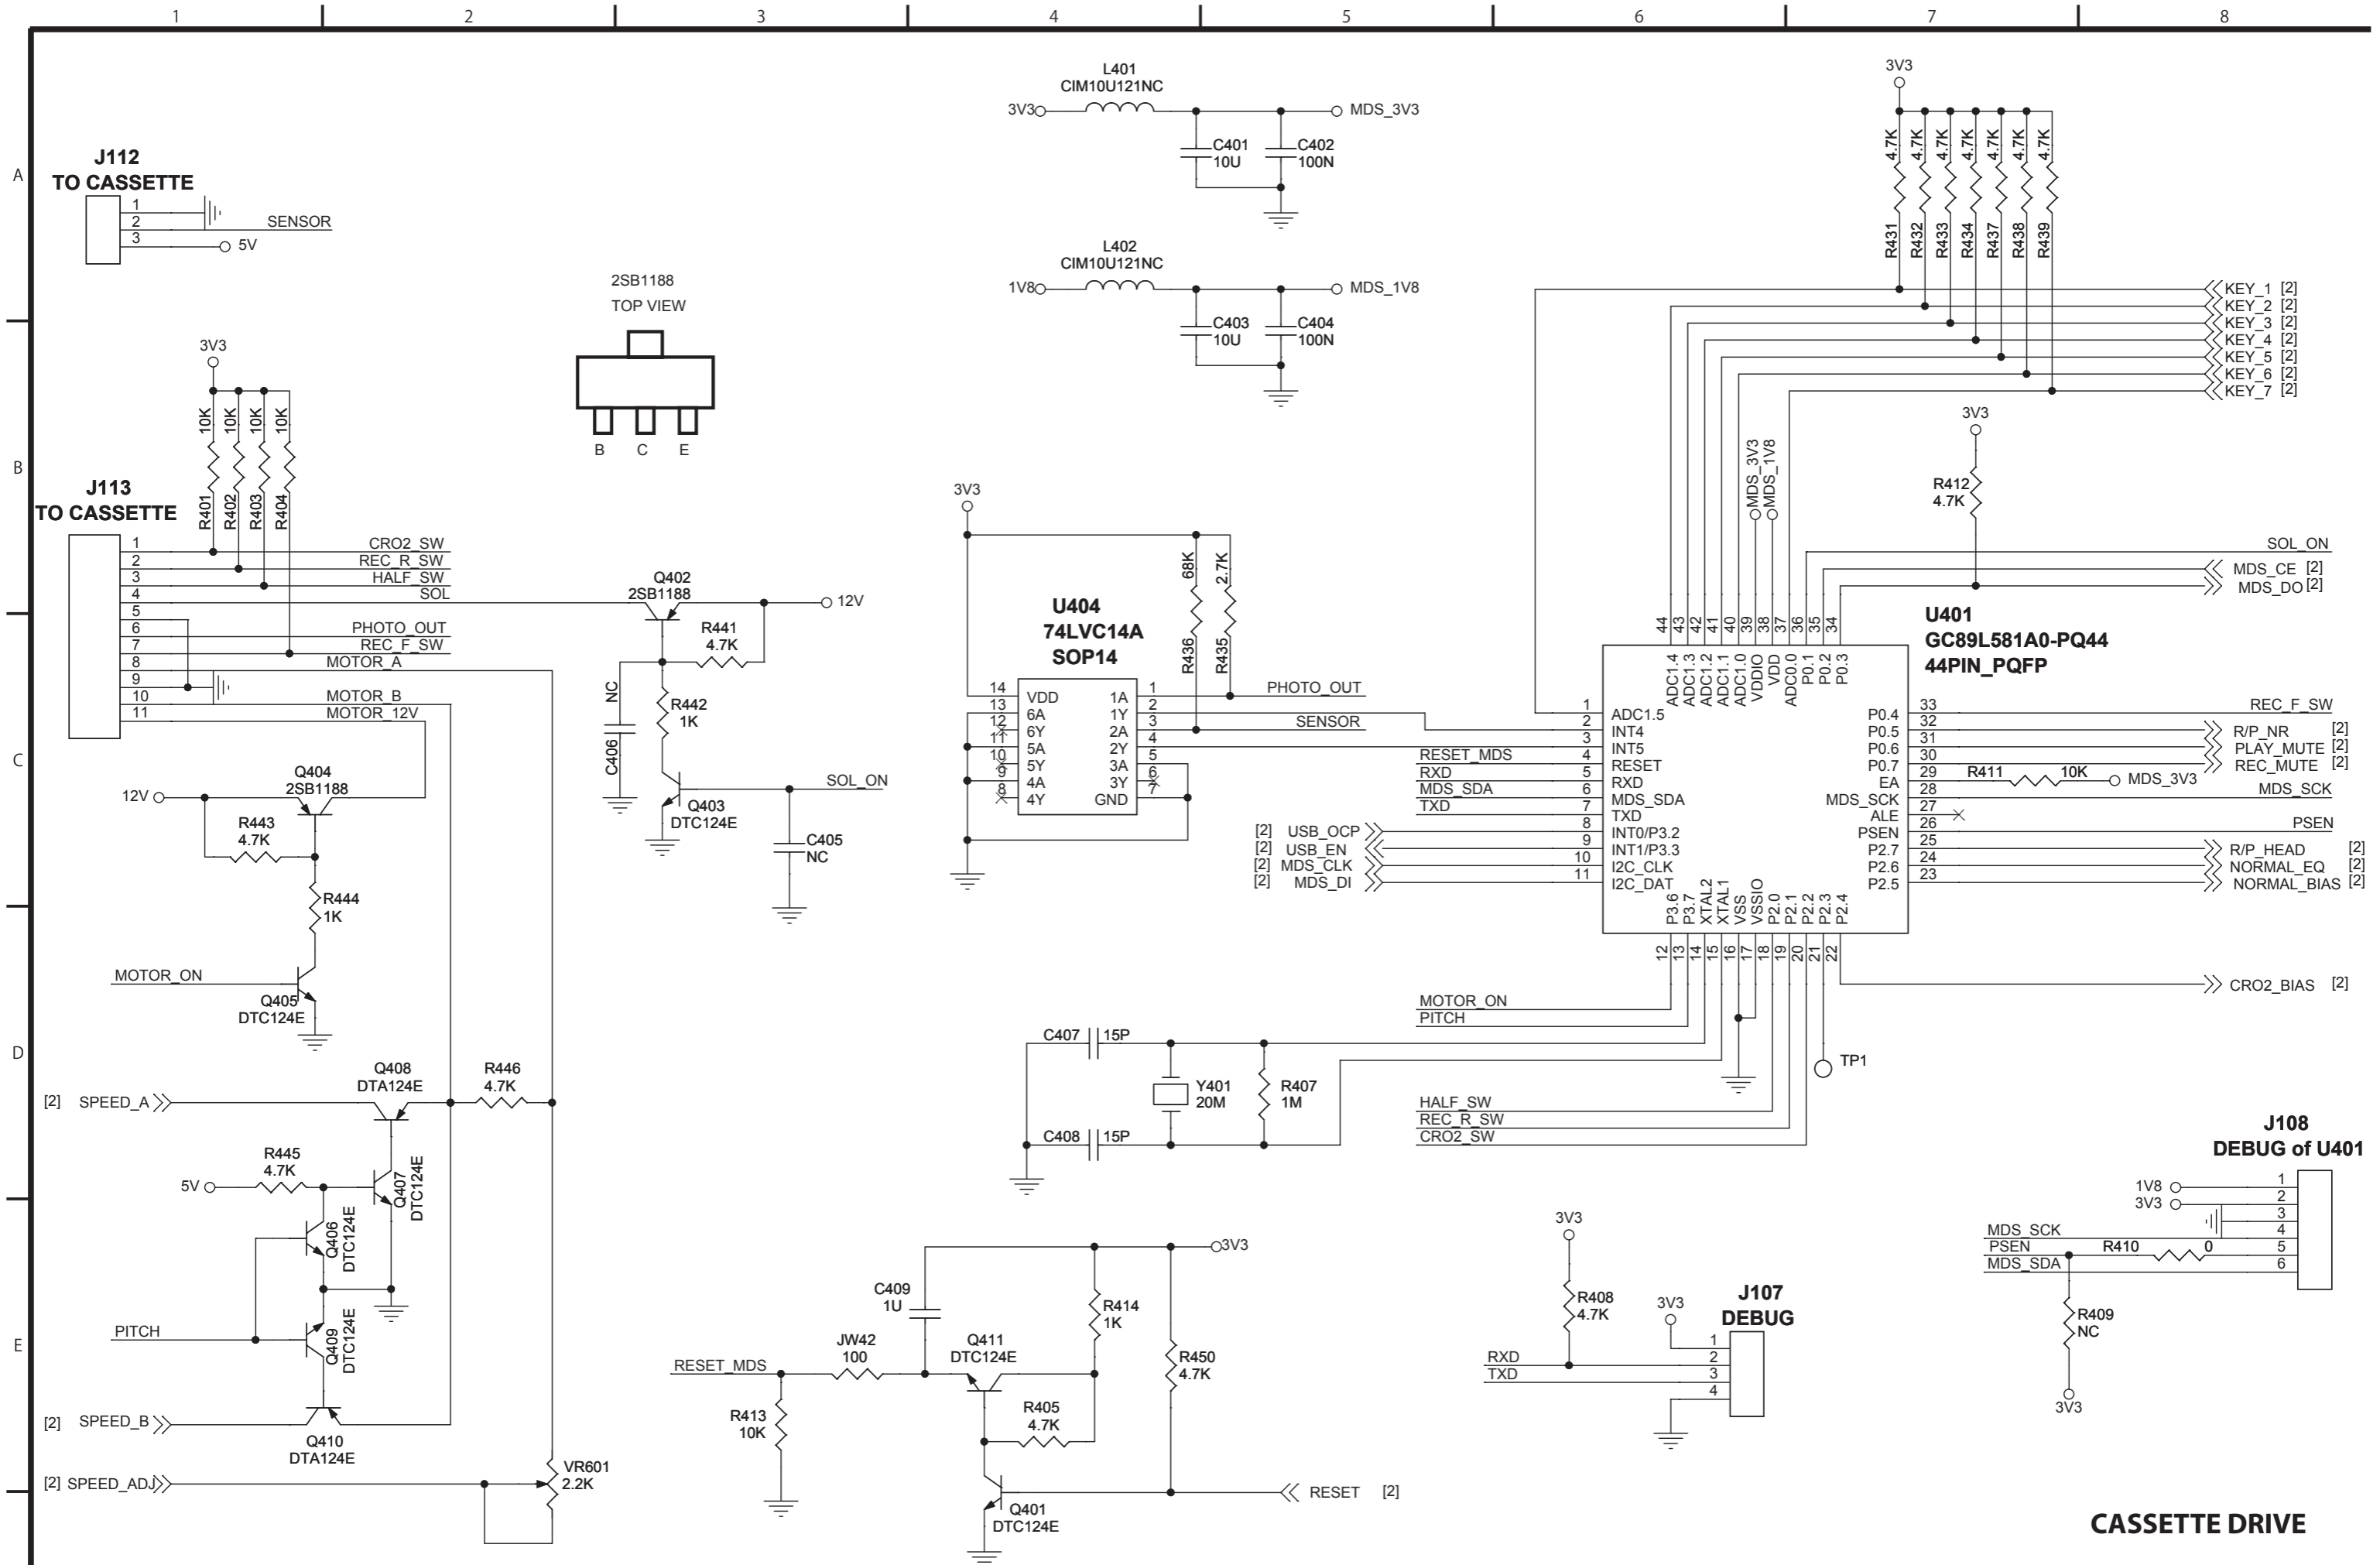 1 2 3 4 5 6 7 8
A
B
C
D
E
J112
TO CASSETTE
1
2
3
SENSOR
5V
2SB1188
TOP VIEW
B C E
L401
CIM10U121NC
3V3
MDS_3V3
C401
10U
C402
100N
L402
CIM10U121NC
1V8
MDS_1V8
C403
10U
C404
100N
3V3
4.7K 4.7K 4.7K 4.7K 4.7K 4.7K 4.7K
R431 R432 R433 R434 R437 R438 R439
KEY_1 [2]
KEY_2 [2]
KEY_3 [2]
KEY_4 [2]
KEY_5 [2]
KEY_6 [2]
KEY_7 [2]
3V3
10K 10K 10K 10K
R401 R402 R403 R404
J113
TO CASSETTE
1 CRO2_SW
2 REC_R_SW
3 HALF_SW
4 SOL
5
6 PHOTO_OUT
7 REC_F_SW
8 MOTOR_A
9
10 MOTOR_B
11 MOTOR_12V
Q402
2SB1188
12V
R441
4.7K
NC
C406
R442
1K
Q403
DTC124E
SOL_ON
C405
NC
Q404
2SB1188
12V
R443
4.7K
R444
1K
MOTOR_ON
Q405
DTC124E
3V3
68K 2.7K
R436 R435
U404
74LVC14A
SOP14
14 VDD 1A 1 PHOTO_OUT
13 6A 1Y 2
12 6Y 2A 3 SENSOR
11 5A 2Y 4
10 5Y 3A 5
9 4A 3Y 6
8 4Y GND 7
MDS_3V3
MDS_1V8
3V3
R412
4.7K
SOL_ON
MDS_CE [2]
MDS_DO [2]
U401
GC89L581A0-PQ44
44PIN_PQFP
44 43 42 41 40 39 38 37 36 35 34
ADC1.4 ADC1.3 ADC1.2 ADC1.1 ADC1.0 VDDIO VDD ADC0.0 P0.1 P0.2 P0.3
1 ADC1.5
2 INT4
3 INT5
RESET_MDS 4 RESET
RXD 5 RXD
MDS_SDA 6 MDS_SDA
TXD 7 TXD
[2] USB_OCP 8 INT0/P3.2
[2] USB_EN 9 INT1/P3.3
[2] MDS_CLK 10 I2C_CLK
[2] MDS_DI 11 I2C_DAT
P0.4 33 REC_F_SW
P0.5 32 R/P_NR [2]
P0.6 31 PLAY_MUTE [2]
P0.7 30 REC_MUTE [2]
EA 29 R411 10K MDS_3V3
MDS_SCK 28 MDS_SCK
ALE 27
PSEN 26 PSEN
P2.7 25 R/P_HEAD [2]
P2.6 24 NORMAL_EQ [2]
P2.5 23 NORMAL_BIAS [2]
P3.6 P3.7 XTAL2 XTAL1 VSS VSSIO P2.0 P2.1 P2.2 P2.3 P2.4
12 13 14 15 16 17 18 19 20 21 22
CRO2_BIAS [2]
MOTOR_ON
PITCH
C407 15P
Y401
20M
R407
1M
C408 15P
TP1
HALF_SW
REC_R_SW
CRO2_SW
[2] SPEED_A
Q408
DTA124E
R446
4.7K
R445
4.7K
5V
Q407
DTC124E
Q406
DTC124E
PITCH
Q409
DTC124E
[2] SPEED_B
Q410
DTA124E
[2] SPEED_ADJ
VR601
2.2K
3V3
C409
1U
R414
1K
R450
4.7K
RESET_MDS
JW42
100
Q411
DTC124E
R413
10K
R405
4.7K
Q401
DTC124E
RESET [2]
3V3
R408
4.7K
RXD
TXD
3V3
J107
DEBUG
1
2
3
4
J108
DEBUG of U401
1V8 1
3V3 2
3
MDS_SCK 4
PSEN R410 0 5
MDS_SDA 6
R409
NC
3V3
CASSETTE DRIVE